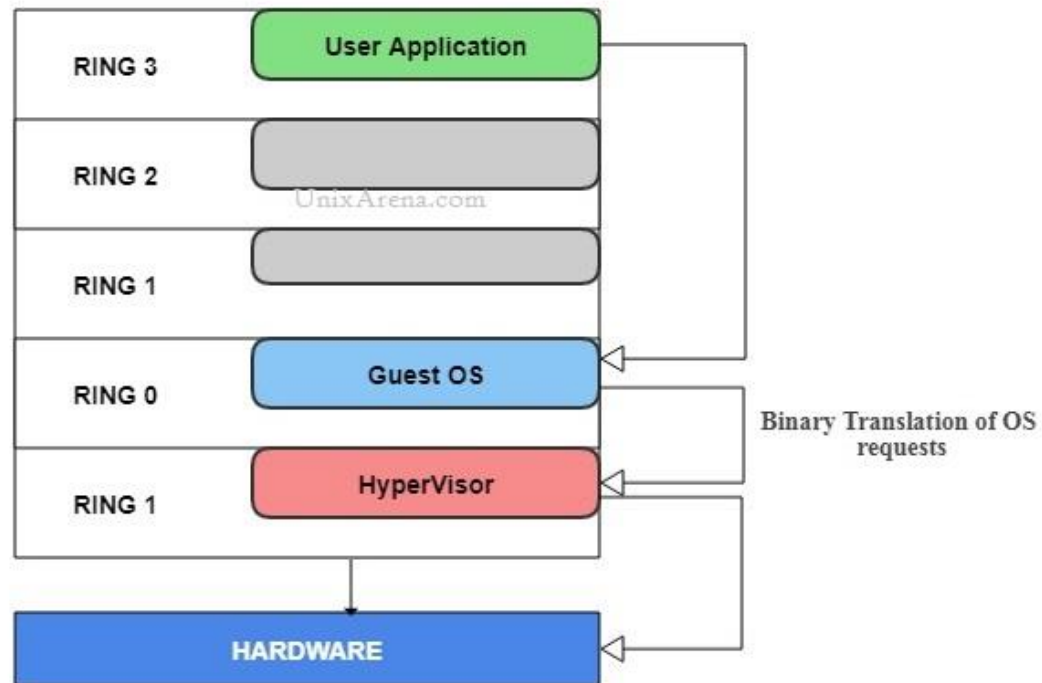 RING 3
User Application
RING 2
UnixArena.com
RING 1
RING 0
Guest OS
Binary Translation of OS
requests
RING 1
HyperVisor
HARDWARE